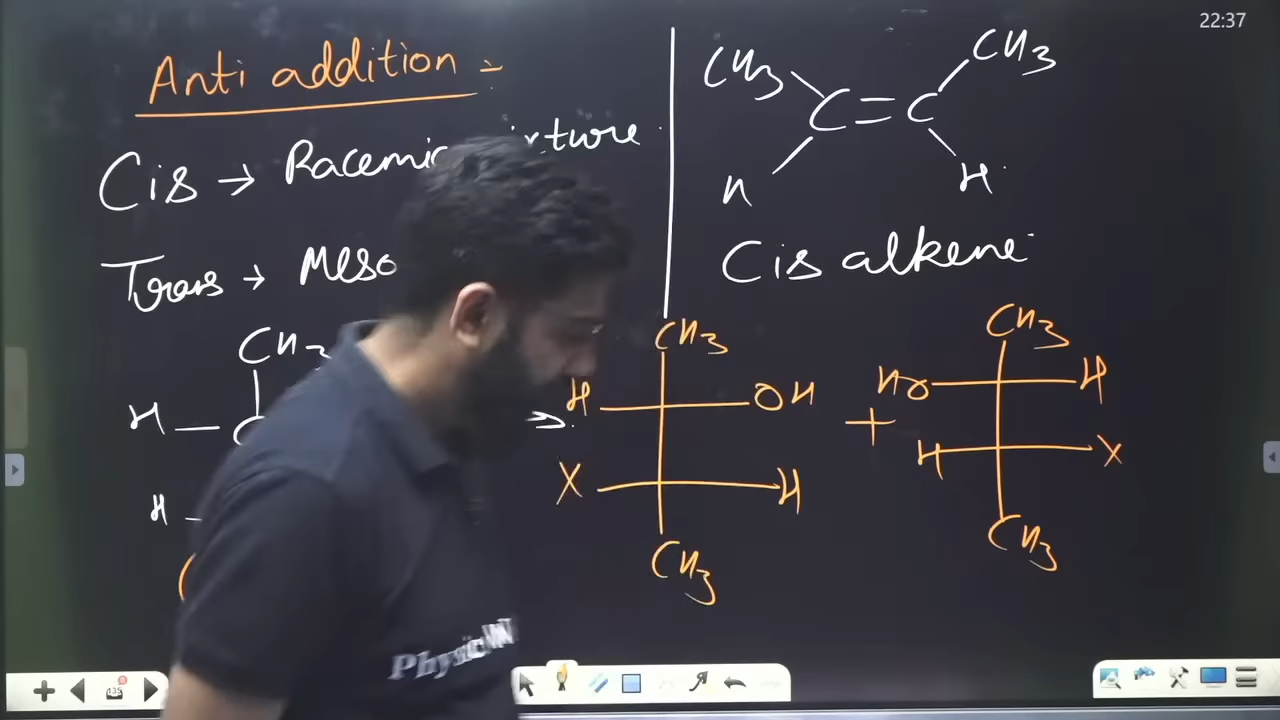 22:37
Anti addition :-
Cis → Racemic
Trans → Meso
CH3
H - C
H -
CH3 CH3
C = C
H H
Cis alkene
CH3
H OH
X H
CH3
+
CH3
HO H
H X
CH3
135